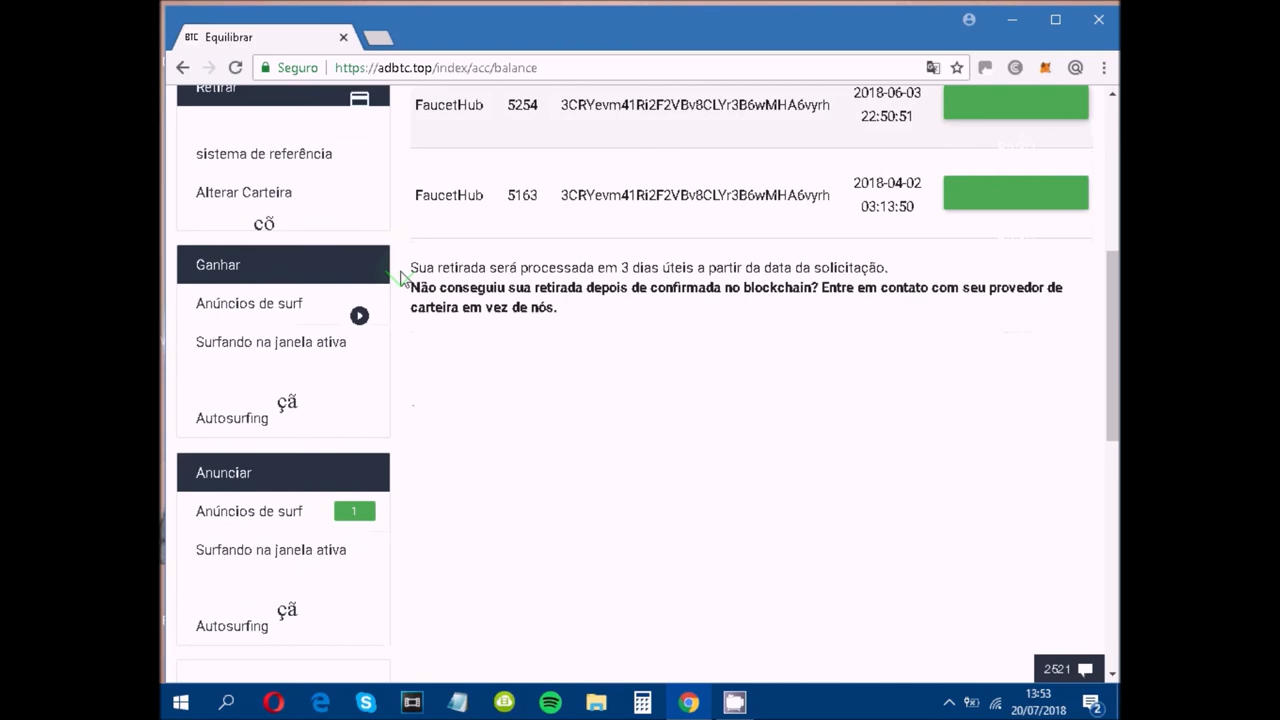 BTC Equilibrar
Seguro https://adbtc.top/index/acc/balance
Retirar
sistema de referência
Alterar Carteira
çõ
Ganhar
Anúncios de surf
Surfando na janela ativa
çã
Autosurfing
Anunciar
Anúncios de surf 1
Surfando na janela ativa
çã
Autosurfing
FaucetHub 5254 3CRYevm41Ri2F2VBv8CLYr3B6wMHA6vyrh 2018-06-03
22:50:51
FaucetHub 5163 3CRYevm41Ri2F2VBv8CLYr3B6wMHA6vyrh 2018-04-02
03:13:50
Sua retirada será processada em 3 dias úteis a partir da data da solicitação.
Não conseguiu sua retirada depois de confirmada no blockchain? Entre em contato com seu provedor de
carteira em vez de nós.
2521
13:53
20/07/2018
2